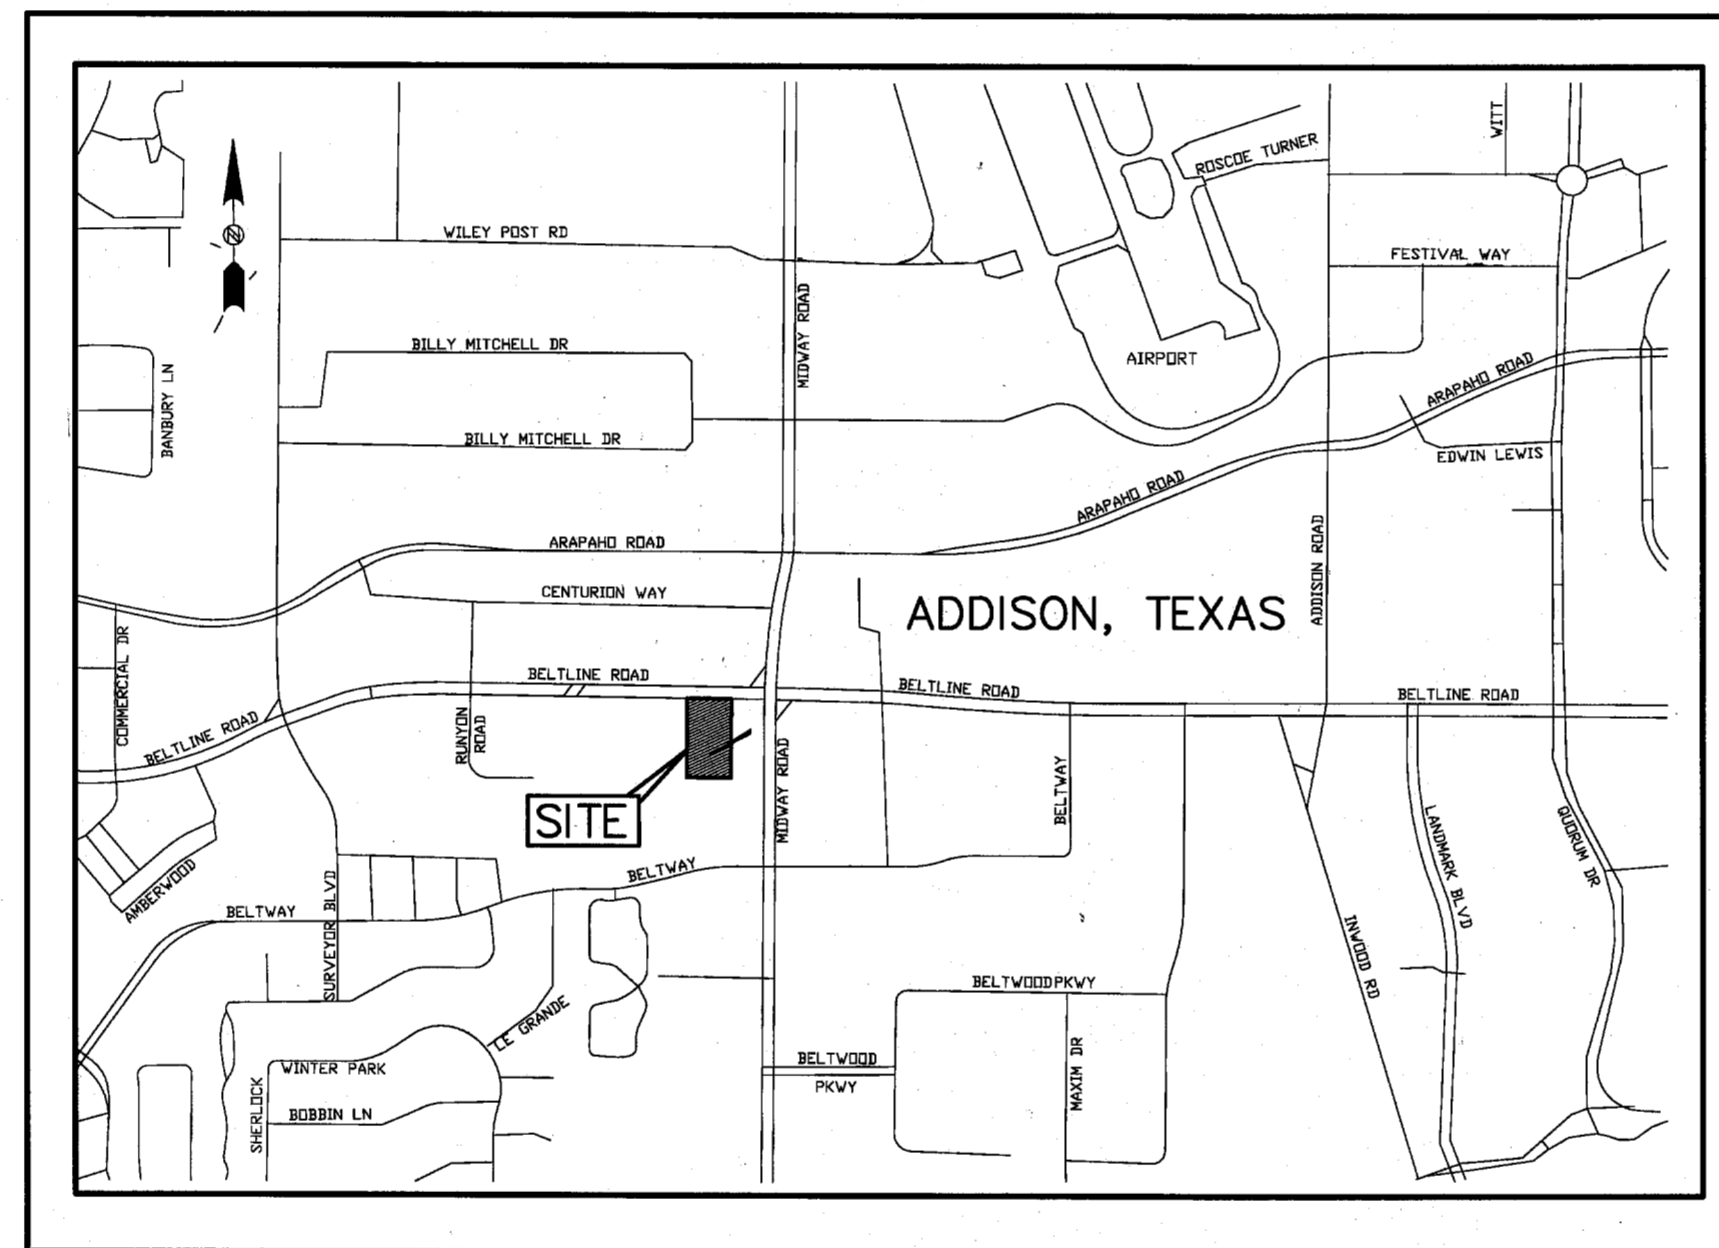 WITT
ROSCOE TURNER
WILEY POST RD
FESTIVAL WAY
MIDWAY ROAD
BILLY MITCHELL DR
AIRPORT
BANBURY LN
ARAPAHO ROAD
BILLY MITCHELL DR
EDWIN LEWIS
ARAPAHO ROAD
ARAPAHO ROAD
ADDISON ROAD
CENTURION WAY
ADDISON, TEXAS
COMMERCIAL DR
BELTLINE ROAD
BELTLINE ROAD
BELTLINE ROAD
BELTLINE ROAD
RUNYON
ROAD
MIDWAY ROAD
BELTWAY
SITE
LANDMARK BLVD
QUORUM DR
AMBERWOOD
BELTWAY
BELTWAY
SURVEYOR BLVD
INWOOD RD
BELTWOODPKWY
LE GRANDE
WINTER PARK
BELTWOOD
PKWY
MAXIM DR
SHERLOCK
BOBBIN LN
N